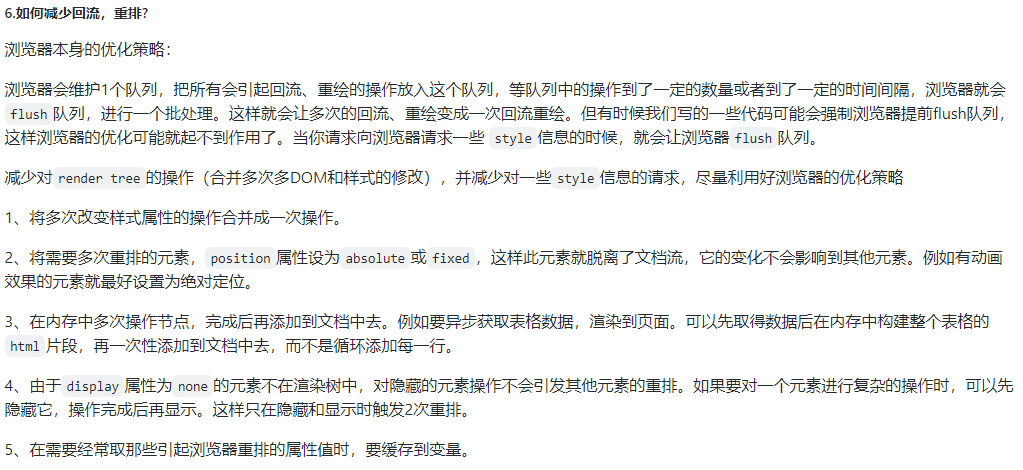 6.如何减少回流，重排?
浏览器本身的优化策略：
浏览器会维护1个队列，把所有会引起回流、重绘的操作放入这个队列，等队列中的操作到了一定的数量或者到了一定的时间间隔，浏览器就会
flush 队列，进行一个批处理。这样就会让多次的回流、重绘变成一次回流重绘。但有时候我们写的一些代码可能会强制浏览器提前flush队列，
这样浏览器的优化可能就起不到作用了。当你请求向浏览器请求一些 style 信息的时候，就会让浏览器 flush 队列。
减少对 render tree 的操作（合并多次多DOM和样式的修改），并减少对一些 style 信息的请求，尽量利用好浏览器的优化策略
1、将多次改变样式属性的操作合并成一次操作。
2、将需要多次重排的元素， position 属性设为 absolute 或 fixed ，这样此元素就脱离了文档流，它的变化不会影响到其他元素。例如有动画
效果的元素就最好设置为绝对定位。
3、在内存中多次操作节点，完成后再添加到文档中去。例如要异步获取表格数据，渲染到页面。可以先取得数据后在内存中构建整个表格的
html 片段，再一次性添加到文档中去，而不是循环添加每一行。
4、由于 display 属性为 none 的元素不在渲染树中，对隐藏的元素操作不会引发其他元素的重排。如果要对一个元素进行复杂的操作时，可以先
隐藏它，操作完成后再显示。这样只在隐藏和显示时触发2次重排。
5、在需要经常取那些引起浏览器重排的属性值时，要缓存到变量。